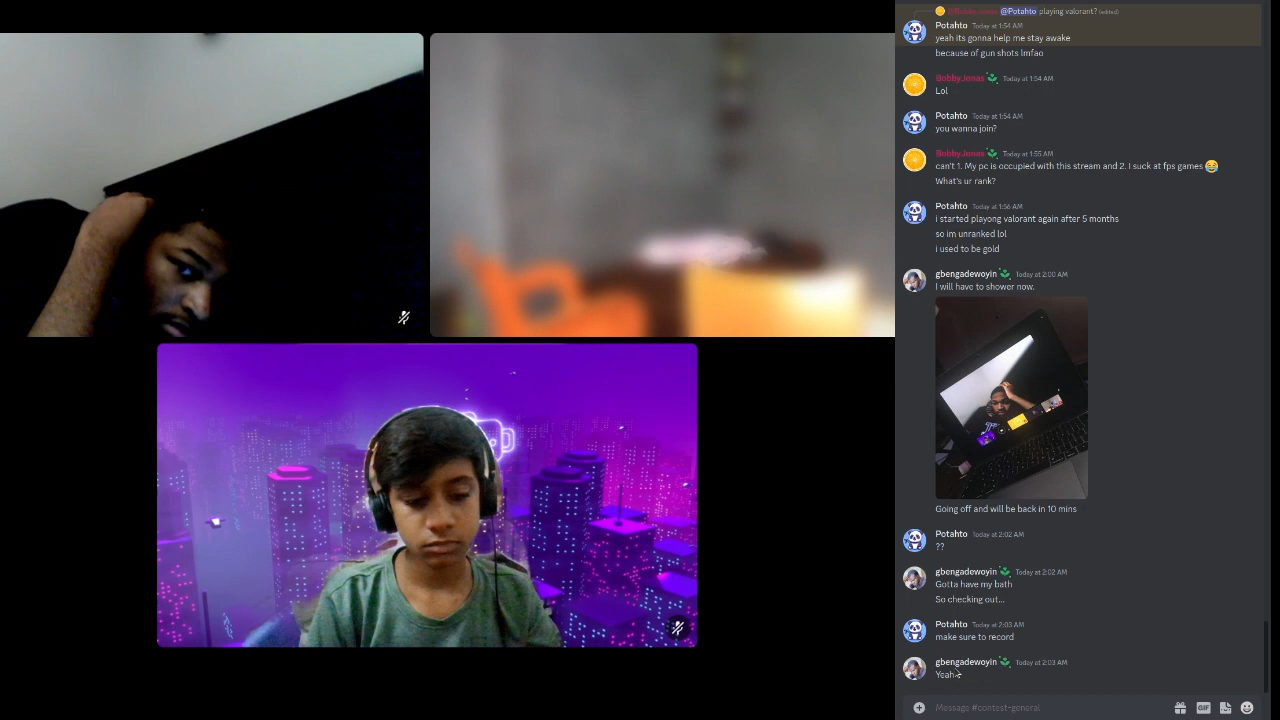 BobbyJonas @Potahto playing valorant? (edited)
Potahto Today at 1:54 AM
yeah its gonna help me stay awake
because of gun shots lmfao
BobbyJonas Today at 1:54 AM
Lol
Potahto Today at 1:54 AM
you wanna join?
BobbyJonas Today at 1:55 AM
can't 1. My pc is occupied with this stream and 2. I suck at fps games 😂
What's ur rank?
Potahto Today at 1:56 AM
i started playong valorant again after 5 months
so im unranked lol
i used to be gold
gbengadewoyin Today at 2:00 AM
I will have to shower now.
Going off and will be back in 10 mins
Potahto Today at 2:02 AM
??
gbengadewoyin Today at 2:02 AM
Gotta have my bath
So checking out...
Potahto Today at 2:03 AM
make sure to record
gbengadewoyin Today at 2:03 AM
Yeah
Message #contest-general
GIF